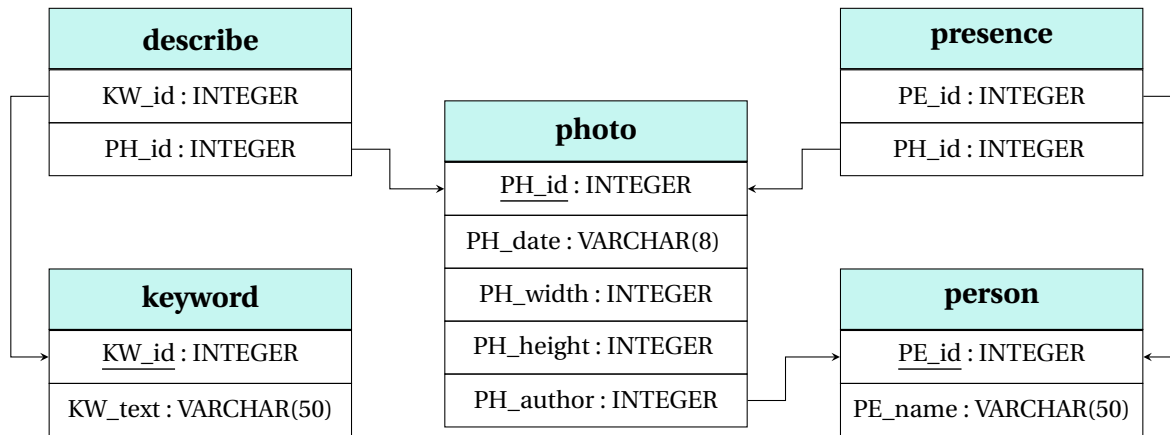 describe
KW_id : INTEGER
PH_id : INTEGER
keyword
KW_id : INTEGER
KW_text : VARCHAR(50)
photo
PH_id : INTEGER
PH_date : VARCHAR(8)
PH_width : INTEGER
PH_height : INTEGER
PH_author : INTEGER
presence
PE_id : INTEGER
PH_id : INTEGER
person
PE_id : INTEGER
PE_name : VARCHAR(50)